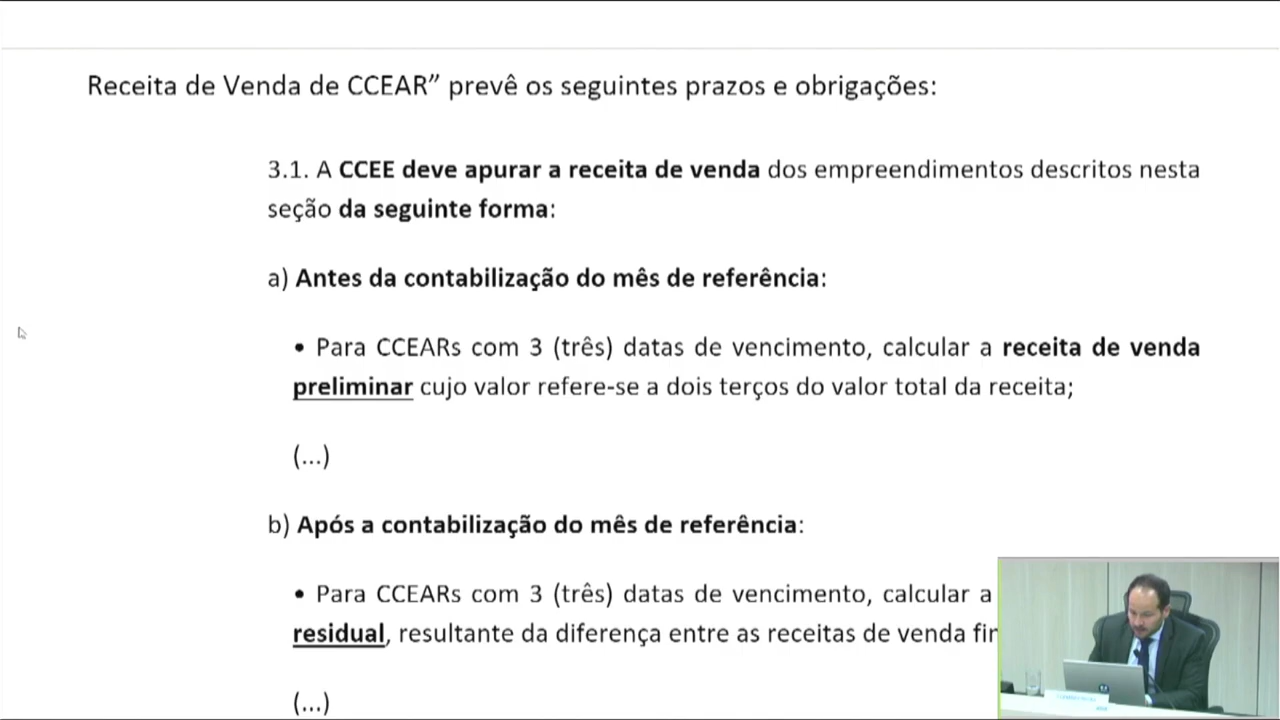 Receita de Venda de CCEAR” prevê os seguintes prazos e obrigações:
3.1. A CCEE deve apurar a receita de venda dos empreendimentos descritos nesta
seção da seguinte forma:
a) Antes da contabilização do mês de referência:
• Para CCEARs com 3 (três) datas de vencimento, calcular a receita de venda
preliminar cujo valor refere-se a dois terços do valor total da receita;
(...)
b) Após a contabilização do mês de referência:
• Para CCEARs com 3 (três) datas de vencimento, calcular a
residual, resultante da diferença entre as receitas de venda
(...)